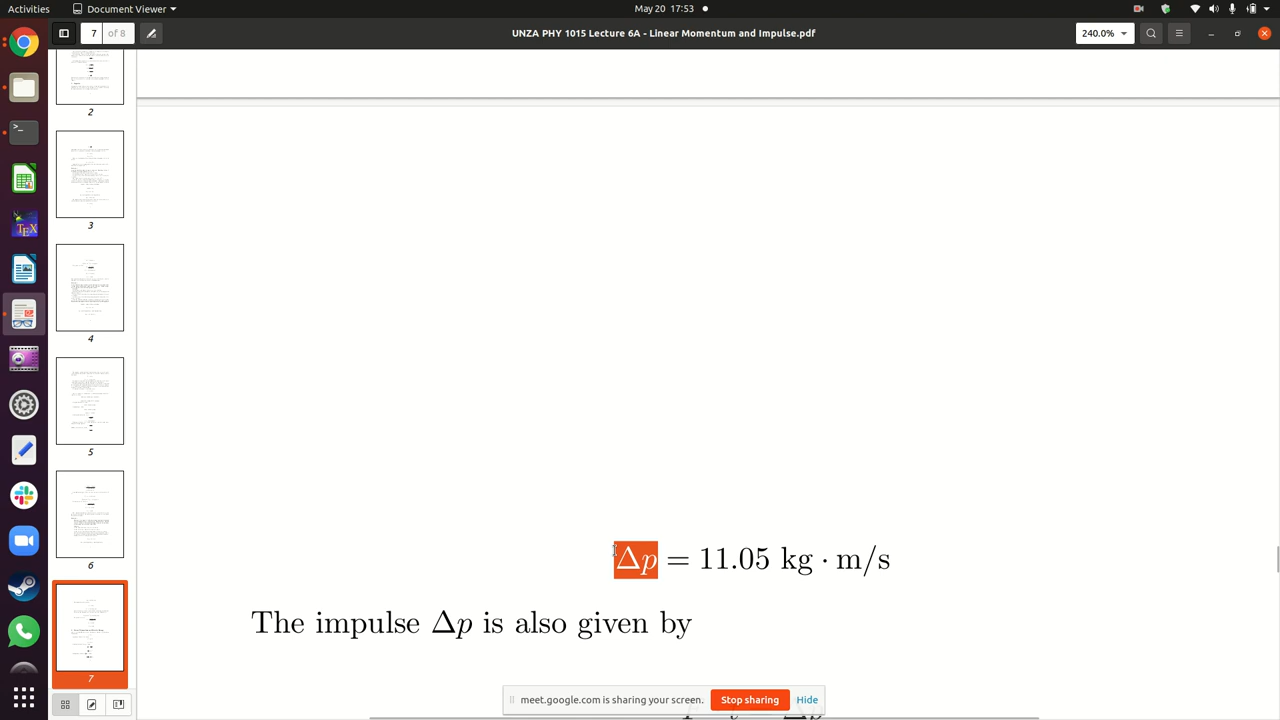 Activities
Document Viewer
May 20 17:53
7 of 8
UNZA PHY 1015 Lecture 6A - Linear Momentum and Impulse.pdf
240.0%
2
3
4
5
6
7
Δp = 11.05 kg · m/s
The impulse Δp is also given by
meet.google.com is sharing your screen.
Stop sharing
Hide